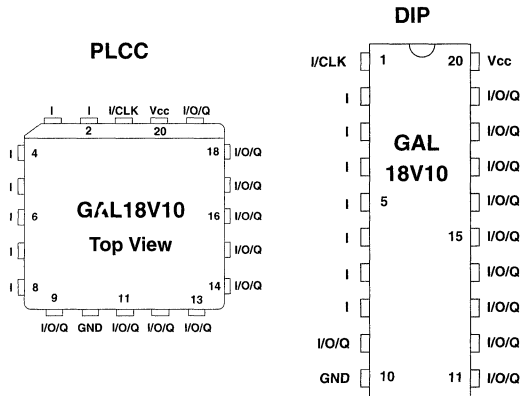 PLCC
I I I/CLK Vcc I/O/Q
2 20
I 4 18 I/O/Q
I I/O/Q
I 6 GAL18V10 16 I/O/Q
Top View
I I/O/Q
I 8 14 I/O/Q
9 11 13
I/O/Q GND I/O/Q I/O/Q I/O/Q
DIP
I/CLK 1 20 Vcc
I I/O/Q
I I/O/Q
GAL
I 18V10 I/O/Q
I 5 I/O/Q
I 15 I/O/Q
I I/O/Q
I I/O/Q
I/O/Q I/O/Q
GND 10 11 I/O/Q